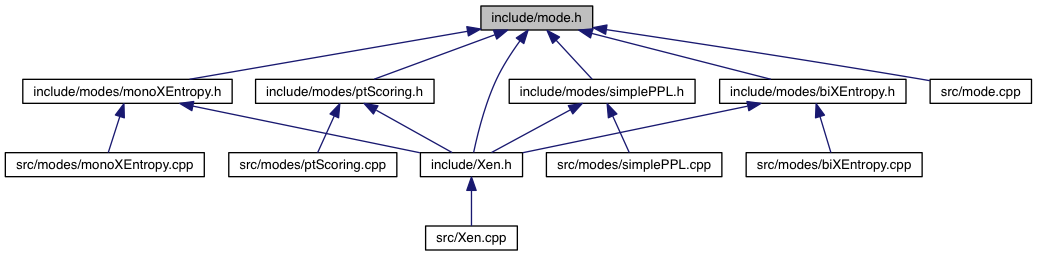 include/mode.h
include/modes/monoXEntropy.h
include/modes/ptScoring.h
include/modes/simplePPL.h
include/modes/biXEntropy.h
src/mode.cpp
src/modes/monoXEntropy.cpp
src/modes/ptScoring.cpp
include/Xen.h
src/modes/simplePPL.cpp
src/modes/biXEntropy.cpp
src/Xen.cpp